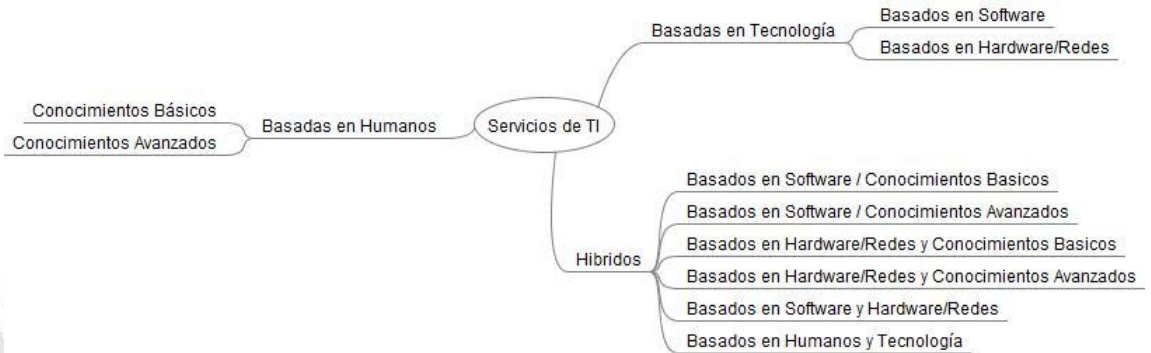 Servicios de TI
Basadas en Tecnología
Basados en Software
Basados en Hardware/Redes
Basadas en Humanos
Conocimientos Básicos
Conocimientos Avanzados
Hibridos
Basados en Software / Conocimientos Basicos
Basados en Software / Conocimientos Avanzados
Basados en Hardware/Redes y Conocimientos Basicos
Basados en Hardware/Redes y Conocimientos Avanzados
Basados en Software y Hardware/Redes
Basados en Humanos y Tecnología